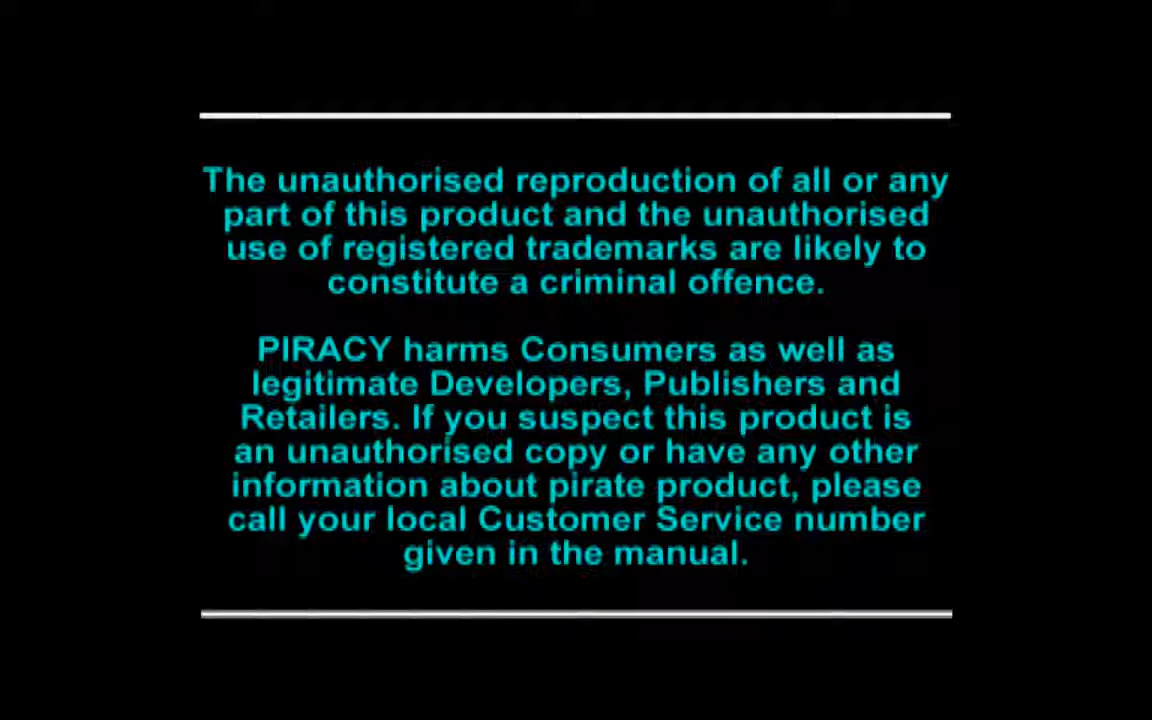 The unauthorised reproduction of all or any
part of this product and the unauthorised
use of registered trademarks are likely to
constitute a criminal offence.
PIRACY harms Consumers as well as
legitimate Developers, Publishers and
Retailers. If you suspect this product is
an unauthorised copy or have any other
information about pirate product, please
call your local Customer Service number
given in the manual.